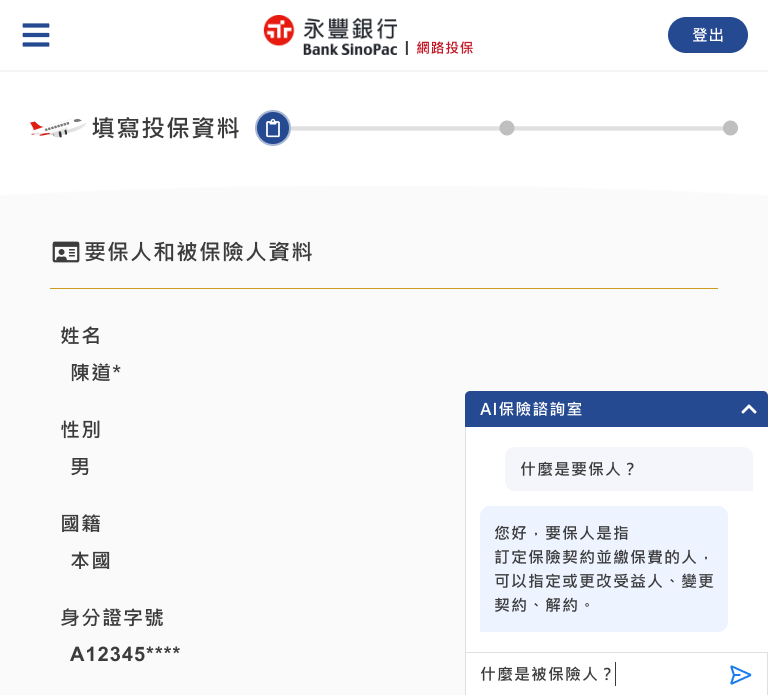 永豐銀行
Bank SinoPac
網路投保
登出
填寫投保資料
要保人和被保險人資料
姓名
陳道*
性別
男
國籍
本國
身分證字號
A12345****
AI保險諮詢室
什麼是要保人？
您好，要保人是指
訂定保險契約並繳保費的人，
可以指定或更改受益人、變更
契約、解約。
什麼是被保險人？